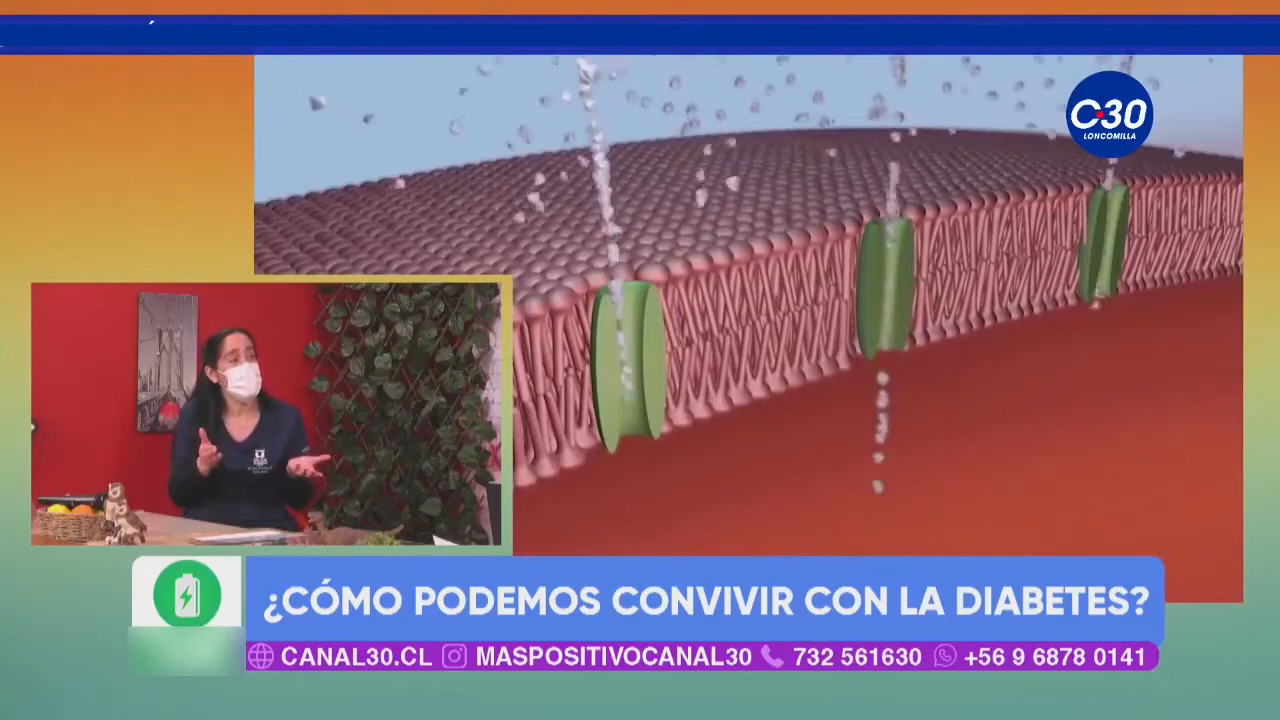 C30
LONCOMILLA
¿CÓMO PODEMOS CONVIVIR CON LA DIABETES?
CANAL30.CL MASPOSITIVOCANAL30 732 561630 +56 9 6878 0141